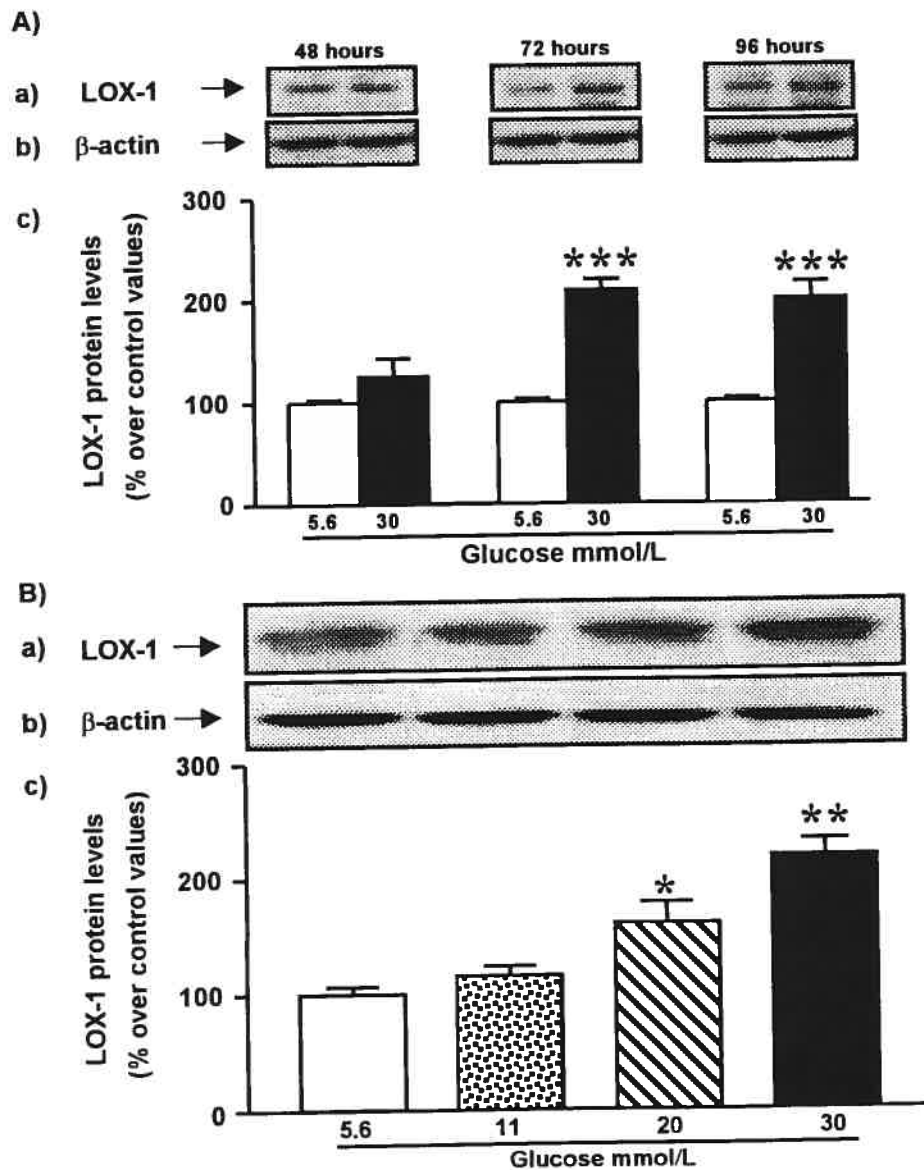 A)
48 hours 72 hours 96 hours
a) LOX-1
b) β-actin
c)
LOX-1 protein levels
(% over control values)
300
200
100
0
*** ***
5.6 30 5.6 30 5.6 30
Glucose mmol/L
B)
a) LOX-1
b) β-actin
c)
LOX-1 protein levels
(% over control values)
300
200
100
0
* **
5.6 11 20 30
Glucose mmol/L